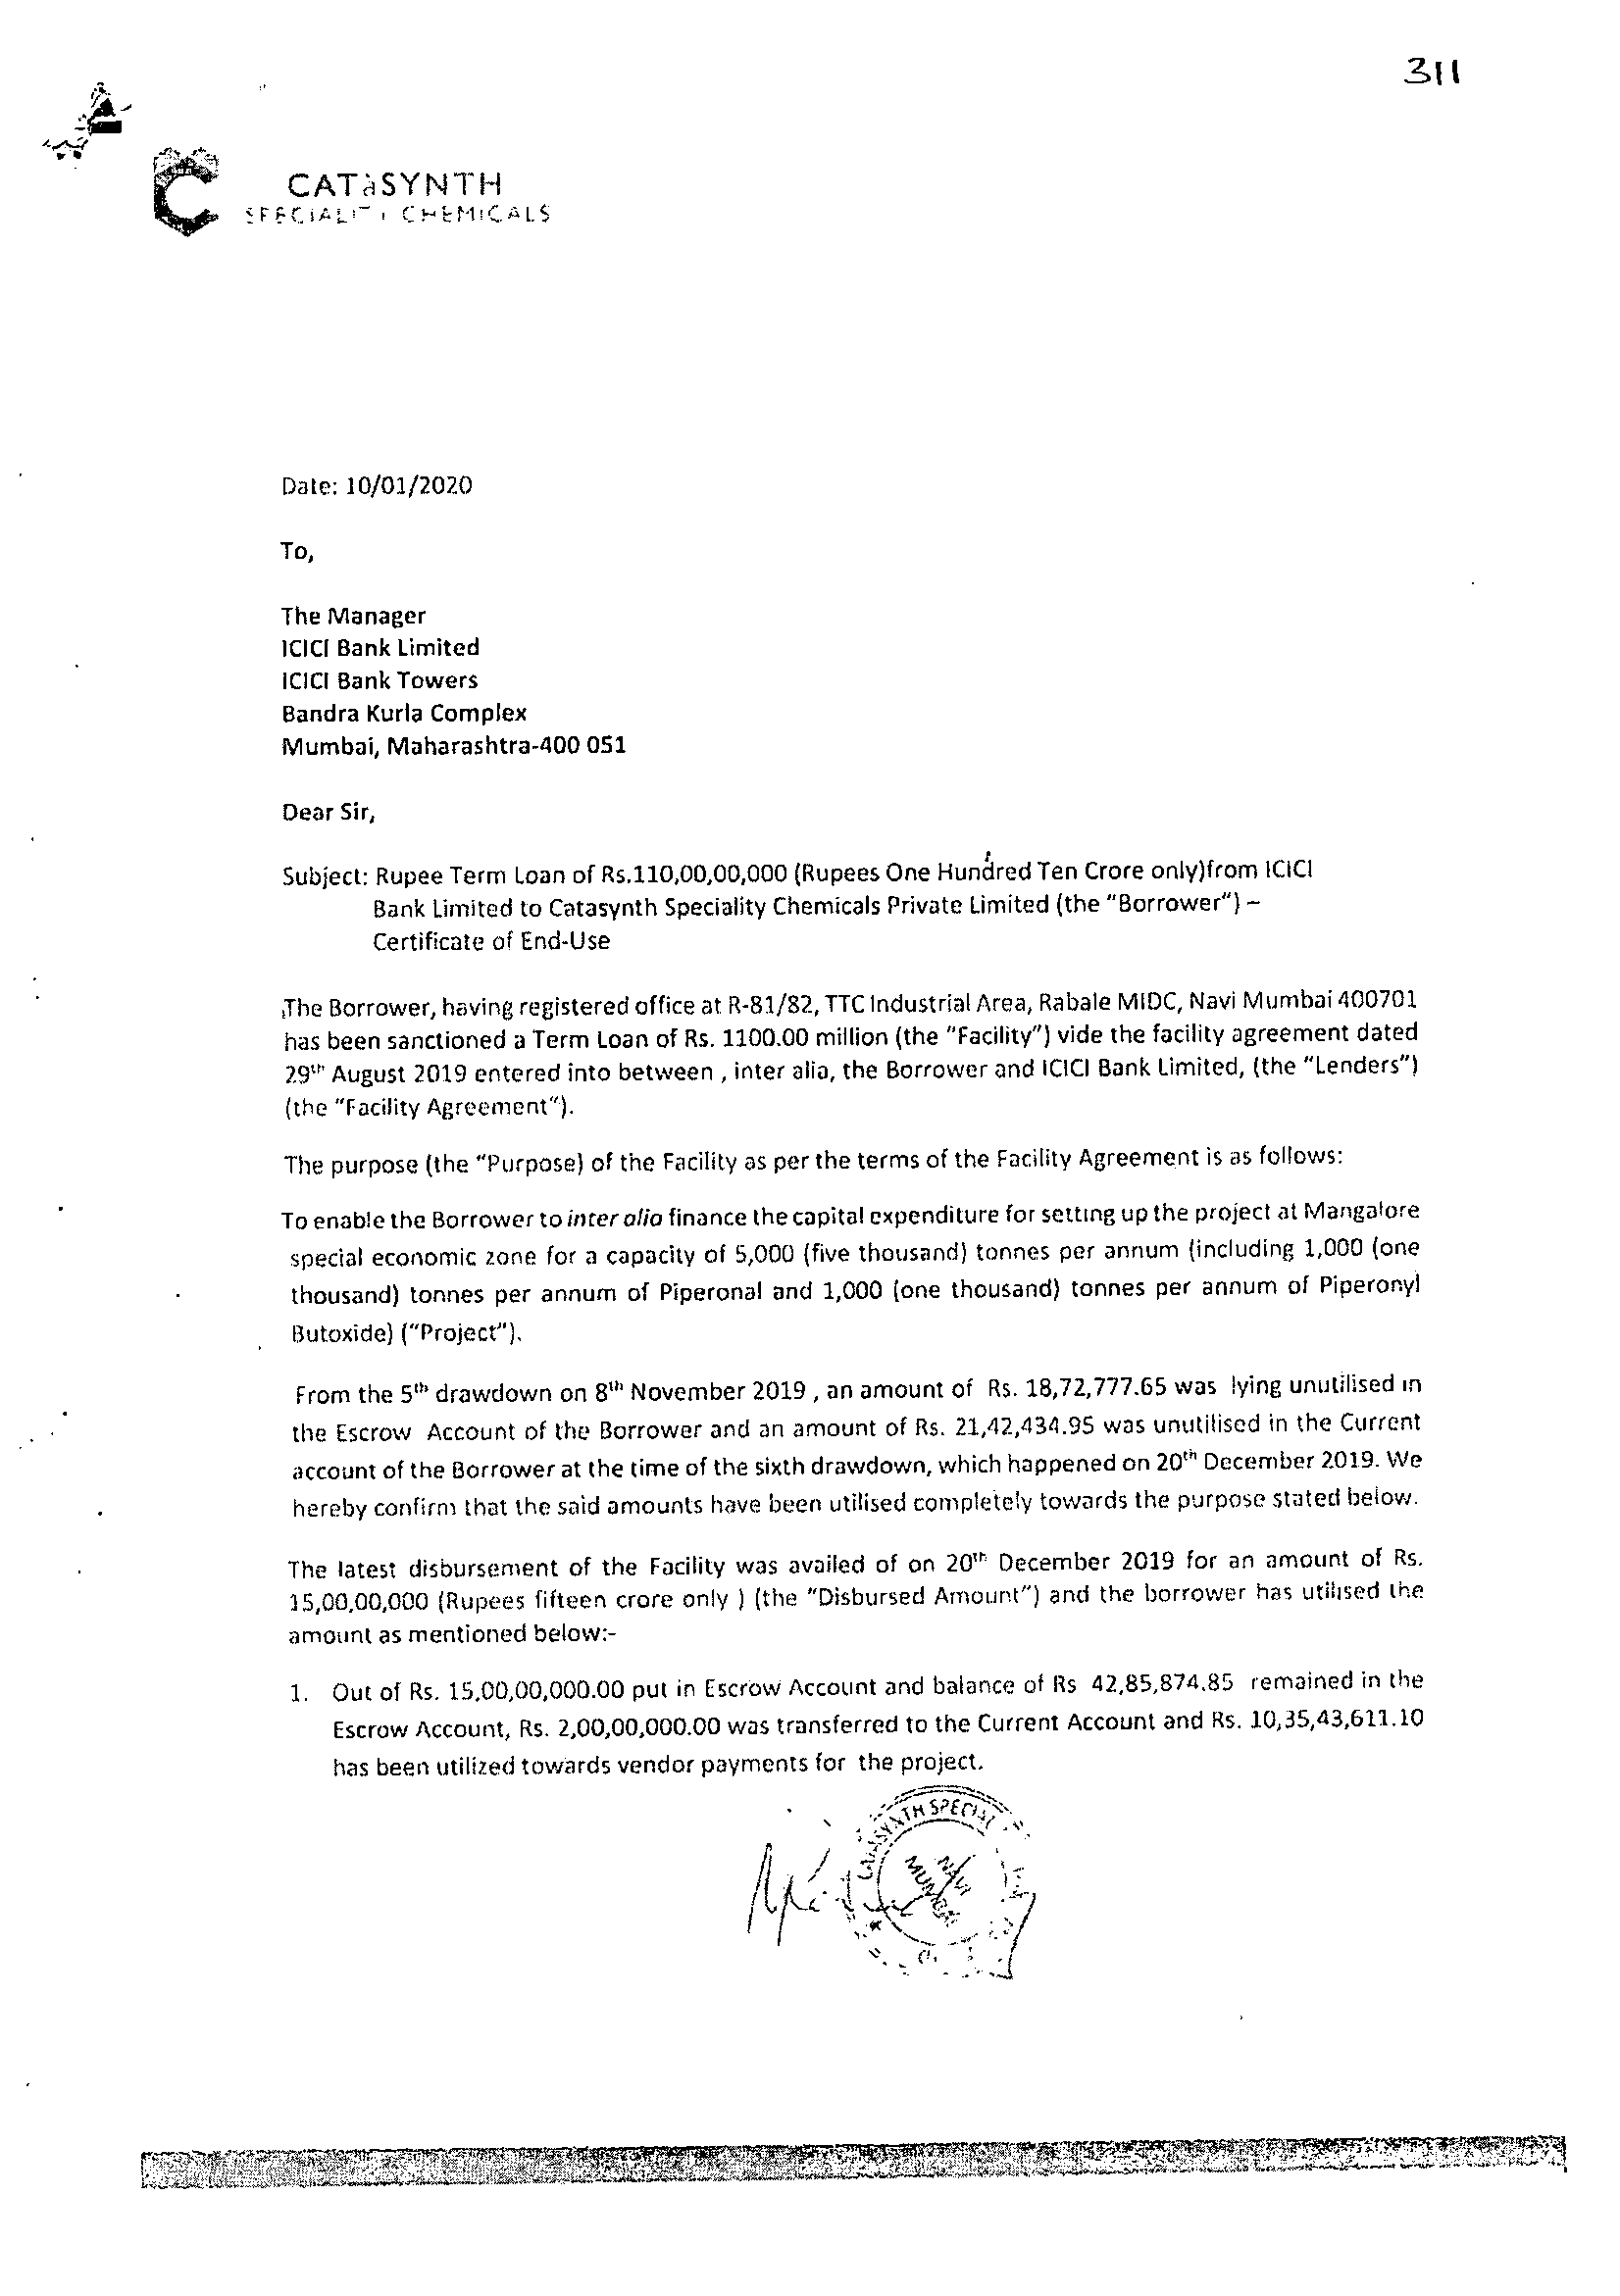 311
CATàSYNTH
SPECIALITY CHEMICALS
Date: 10/01/2020
To,
The Manager
ICICI Bank Limited
ICICI Bank Towers
Bandra Kurla Complex
Mumbai, Maharashtra-400 051
Dear Sir,
Subject: Rupee Term Loan of Rs.110,00,00,000 (Rupees One Hundred Ten Crore only)from ICICI
Bank Limited to Catasynth Speciality Chemicals Private Limited (the "Borrower") –
Certificate of End-Use
The Borrower, having registered office at R-81/82, TTC Industrial Area, Rabale MIDC, Navi Mumbai 400701
has been sanctioned a Term Loan of Rs. 1100.00 million (the "Facility") vide the facility agreement dated
29th August 2019 entered into between , inter alia, the Borrower and ICICI Bank Limited, (the "Lenders")
(the "Facility Agreement").
The purpose (the "Purpose) of the Facility as per the terms of the Facility Agreement is as follows:
To enable the Borrower to inter alia finance the capital expenditure for setting up the project at Mangalore
special economic zone for a capacity of 5,000 (five thousand) tonnes per annum (including 1,000 (one
thousand) tonnes per annum of Piperonal and 1,000 (one thousand) tonnes per annum of Piperonyl
Butoxide) ("Project").
From the 5th drawdown on 8th November 2019 , an amount of Rs. 18,72,777.65 was lying unutilised in
the Escrow Account of the Borrower and an amount of Rs. 21,42,434.95 was unutilised in the Current
account of the Borrower at the time of the sixth drawdown, which happened on 20th December 2019. We
hereby confirm that the said amounts have been utilised completely towards the purpose stated below.
The latest disbursement of the Facility was availed of on 20th December 2019 for an amount of Rs.
15,00,00,000 (Rupees fifteen crore only ) (the "Disbursed Amount") and the borrower has utilised the
amount as mentioned below:-
1. Out of Rs. 15,00,00,000.00 put in Escrow Account and balance of Rs 42,85,874.85 remained in the
Escrow Account, Rs. 2,00,00,000.00 was transferred to the Current Account and Rs. 10,35,43,611.10
has been utilized towards vendor payments for the project.
CATASYNTH SPECIAL
NAVI
MUMBAI